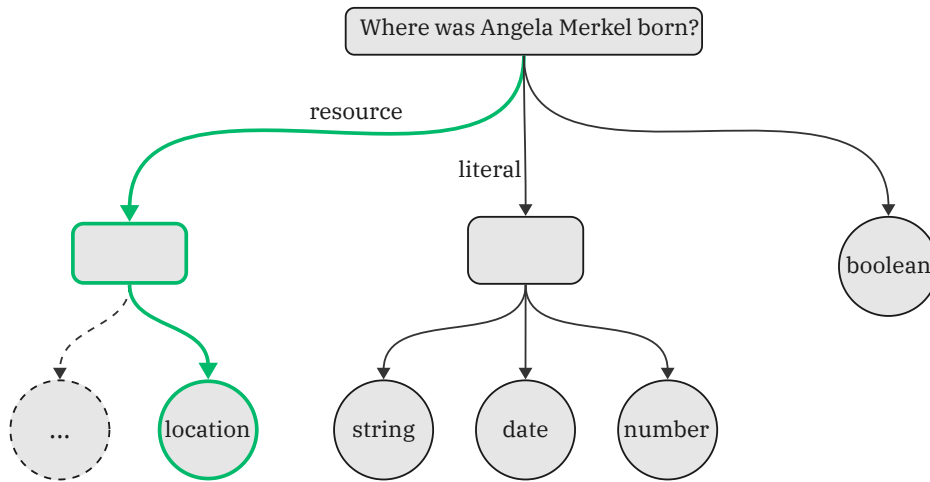 Where was Angela Merkel born?
resource
literal
boolean
...
location
string
date
number